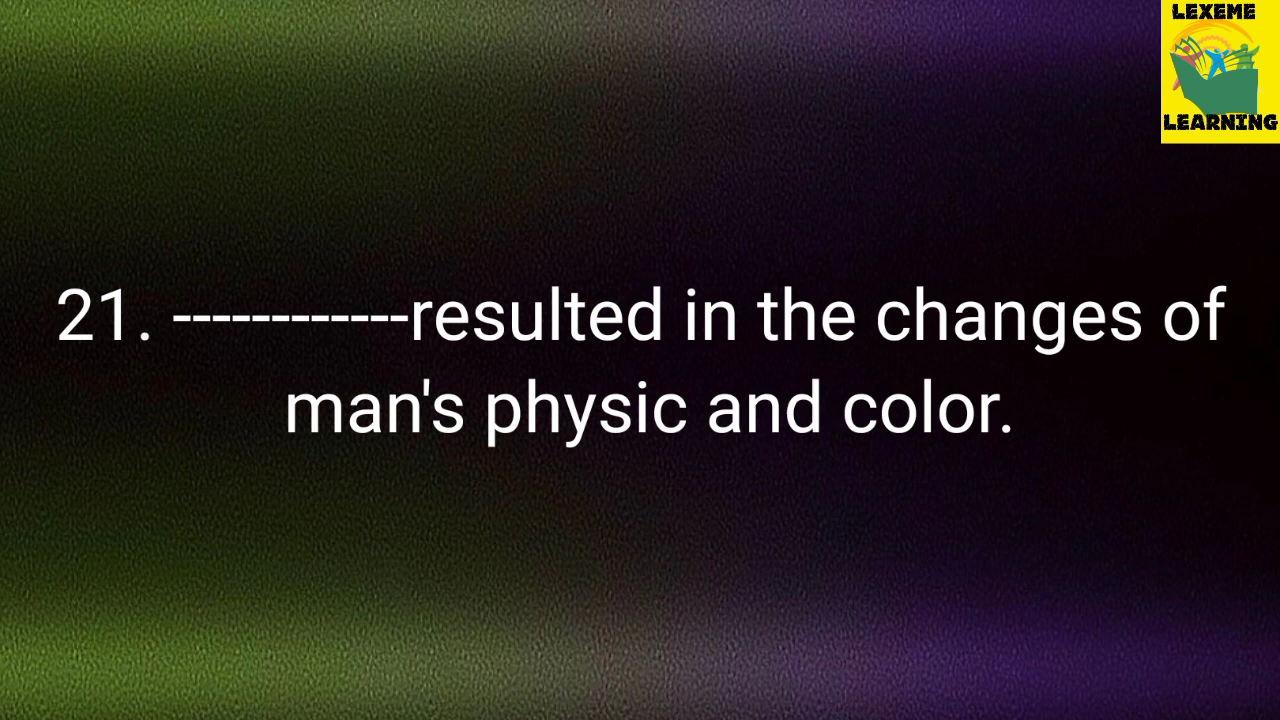 LEXEME
LEARNING
21. ------------resulted in the changes of
man's physic and color.